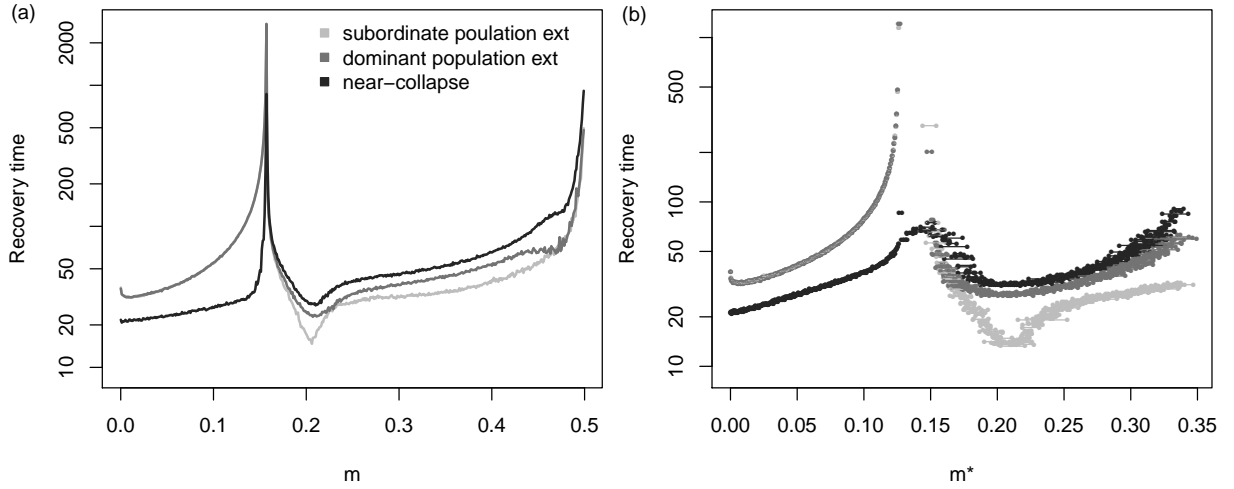 (a)
subordinate poulation ext
dominant population ext
near−collapse
Recovery time
2000
500
200
50
20
10
0.0 0.1 0.2 0.3 0.4 0.5
m
(b)
Recovery time
500
100
50
20
10
0.00 0.05 0.10 0.15 0.20 0.25 0.30 0.35
m*